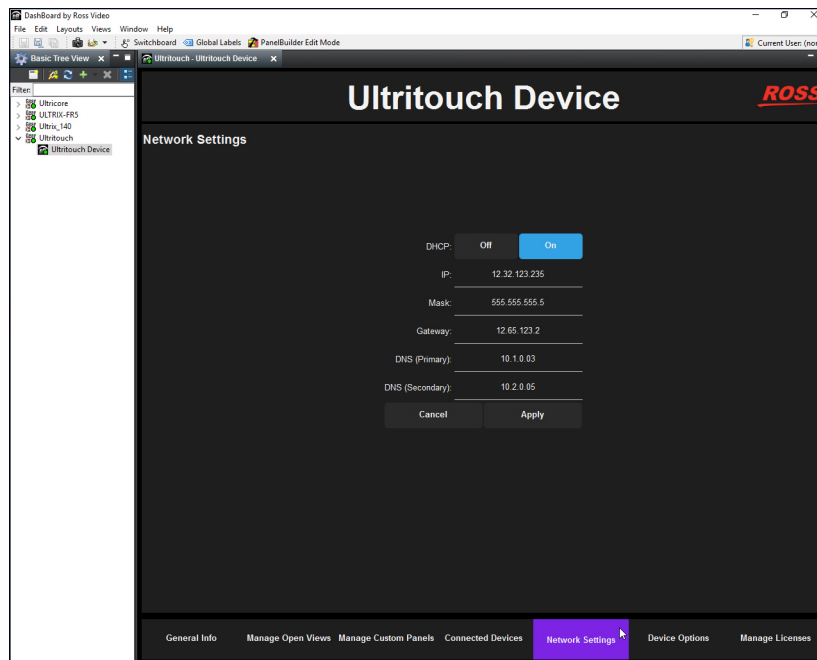 DashBoard by Ross Video
File Edit Layouts Views Window Help
Switchboard Global Labels PanelBuilder Edit Mode
Current User: (nor
Basic Tree View
Ultritouch - Ultritouch Device
Filter:
Ultricore
ULTRIX-FR5
Ultrix_140
Ultritouch
Ultritouch Device
Ultritouch Device
ROSS
Network Settings
DHCP: Off On
IP: 12.32.123.235
Mask: 555.555.555.5
Gateway: 12.65.123.2
DNS (Primary): 10.1.0.03
DNS (Secondary): 10.2.0.05
Cancel Apply
General Info Manage Open Views Manage Custom Panels Connected Devices Network Settings Device Options Manage Licenses